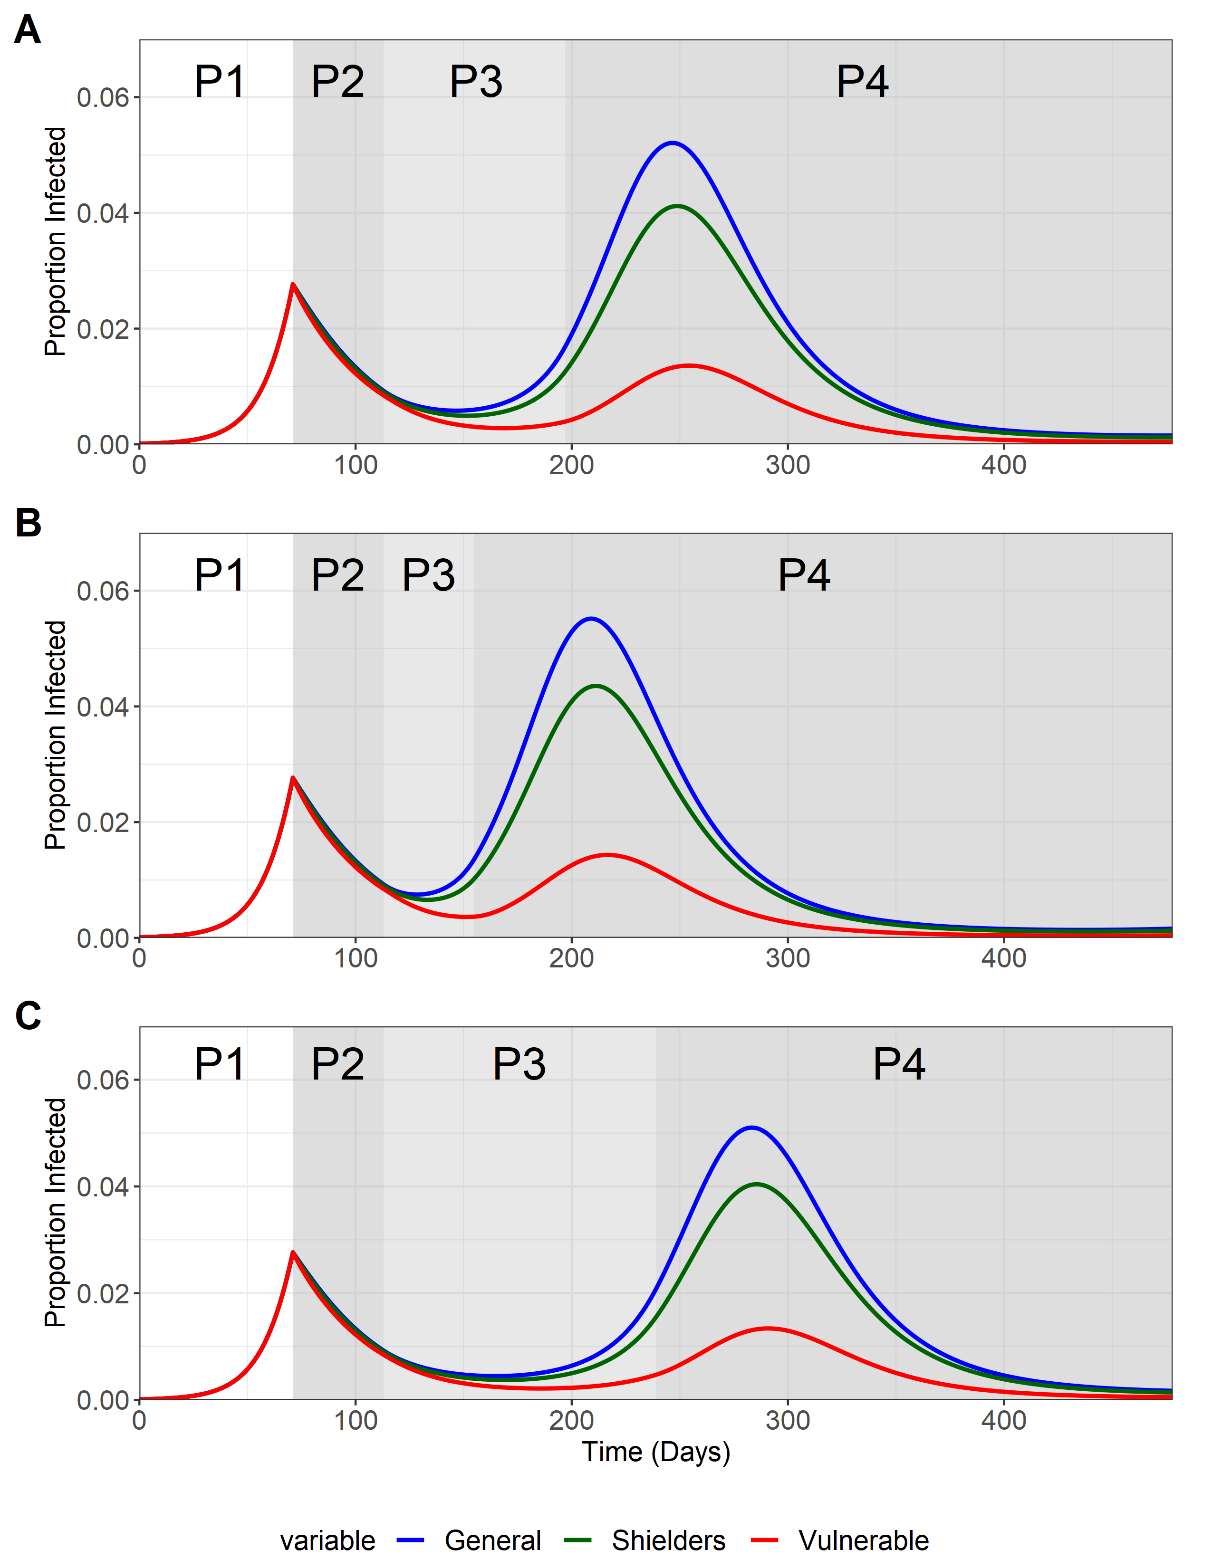 A
P1 P2 P3 P4
Proportion Infected
0.06
0.04
0.02
0.00
0 100 200 300 400
B
P1 P2 P3 P4
Proportion Infected
0.06
0.04
0.02
0.00
0 100 200 300 400
C
P1 P2 P3 P4
Proportion Infected
0.06
0.04
0.02
0.00
0 100 200 300 400
Time (Days)
variable General Shielders Vulnerable